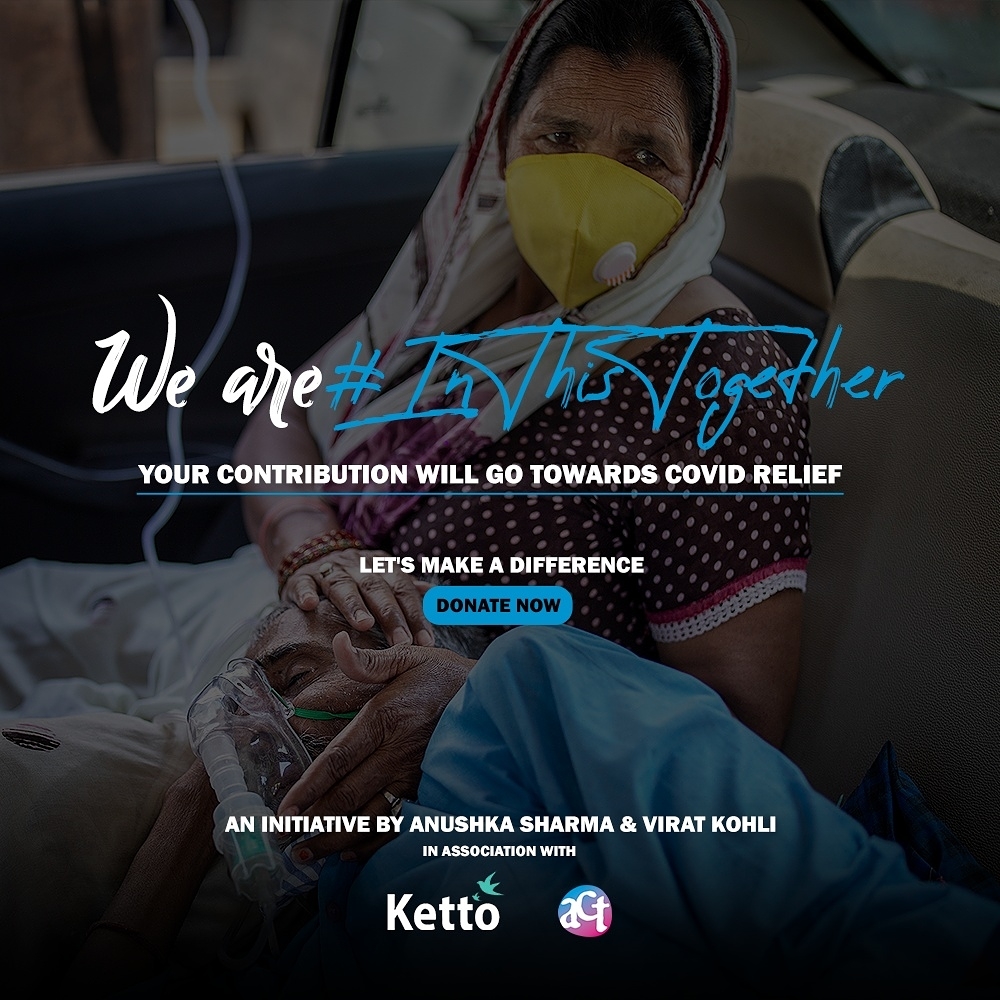 We are #InThisTogether
YOUR CONTRIBUTION WILL GO TOWARDS COVID RELIEF
LET'S MAKE A DIFFERENCE
DONATE NOW
AN INITIATIVE BY ANUSHKA SHARMA & VIRAT KOHLI
IN ASSOCIATION WITH
Ketto act